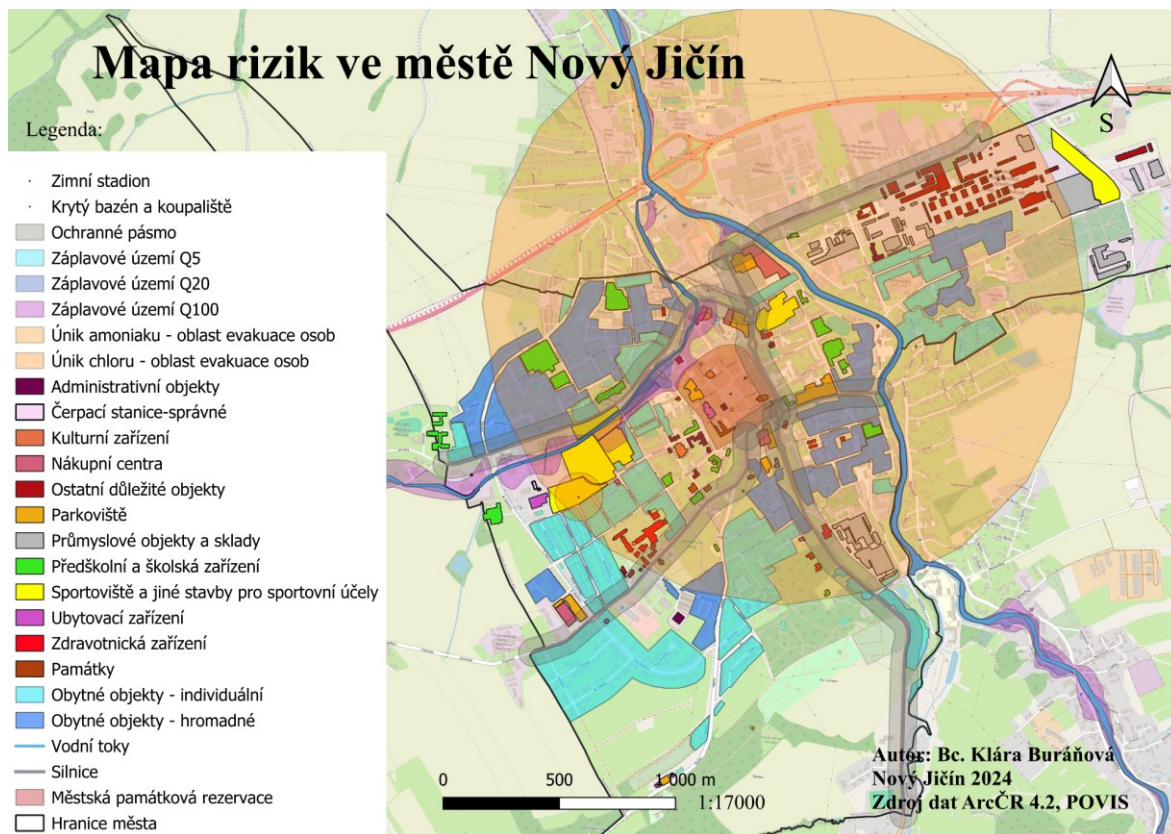 Mapa rizik ve městě Nový Jičín
S
Legenda:
Zimní stadion
Krytý bazén a koupaliště
Ochranné pásmo
Záplavové území Q5
Záplavové území Q20
Záplavové území Q100
Únik amoniaku - oblast evakuace osob
Únik chloru - oblast evakuace osob
Administrativní objekty
Čerpací stanice-správné
Kulturní zařízení
Nákupní centra
Ostatní důležité objekty
Parkoviště
Průmyslové objekty a sklady
Předškolní a školská zařízení
Sportoviště a jiné stavby pro sportovní účely
Ubytovací zařízení
Zdravotnická zařízení
Památky
Obytné objekty - individuální
Obytné objekty - hromadné
Vodní toky
Silnice
Městská památková rezervace
Hranice města
0 500 1 000 m
1:17000
Autor: Bc. Klára Buráňová
Nový Jičín 2024
Zdroj dat ArcČR 4.2, POVIS